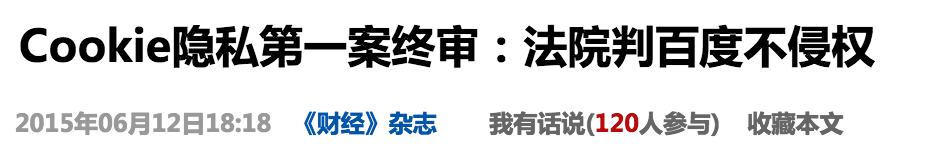 Cookie隐私第一案终审：法院判百度不侵权
2015年06月12日18:18 《财经》杂志 我有话说(120人参与) 收藏本文